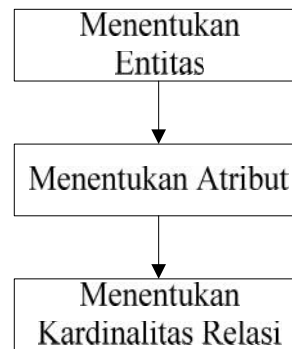 Menentukan
Entitas
Menentukan Atribut
Menentukan
Kardinalitas Relasi